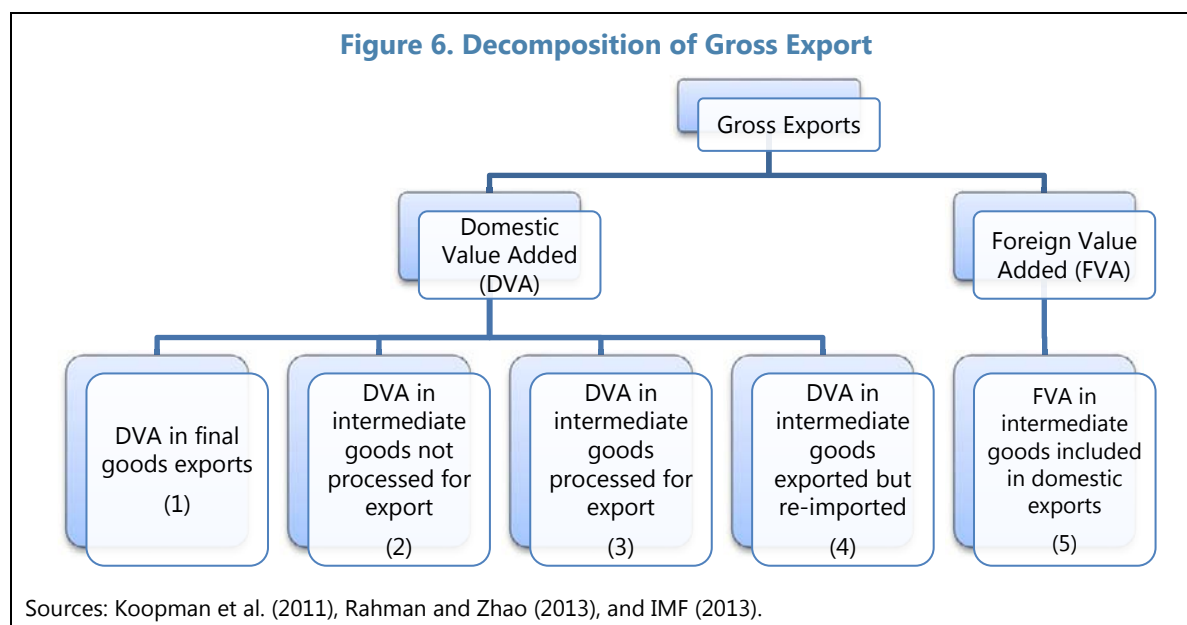 Figure 6. Decomposition of Gross Export
Gross Exports
Domestic
Value Added
(DVA)
Foreign Value
Added (FVA)
DVA in final
goods exports
(1)
DVA in
intermediate
goods not
processed for
export
(2)
DVA in
intermediate
goods
processed for
export
(3)
DVA in
intermediate
goods
exported but
re-imported
(4)
FVA in
intermediate
goods included
in domestic
exports
(5)
Sources: Koopman et al. (2011), Rahman and Zhao (2013), and IMF (2013).